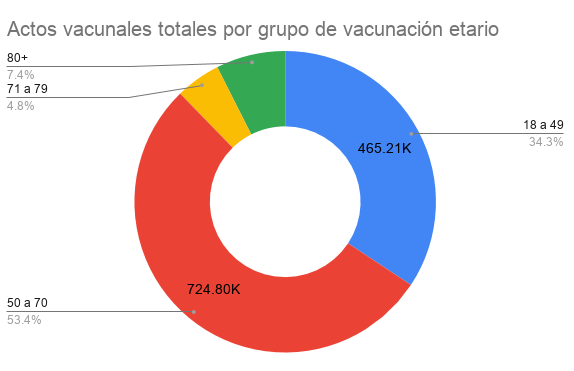 Actos vacunales totales por grupo de vacunación etario
80+
7.4%
71 a 79
4.8%
18 a 49
34.3%
465.21K
724.80K
50 a 70
53.4%